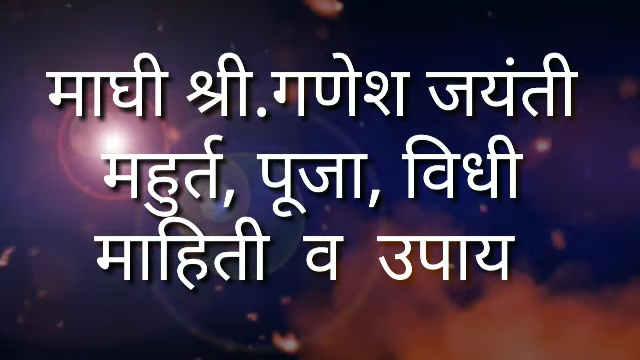 माघी श्री.गणेश जयंती
महुर्त, पूजा, विधी
माहिती व उपाय